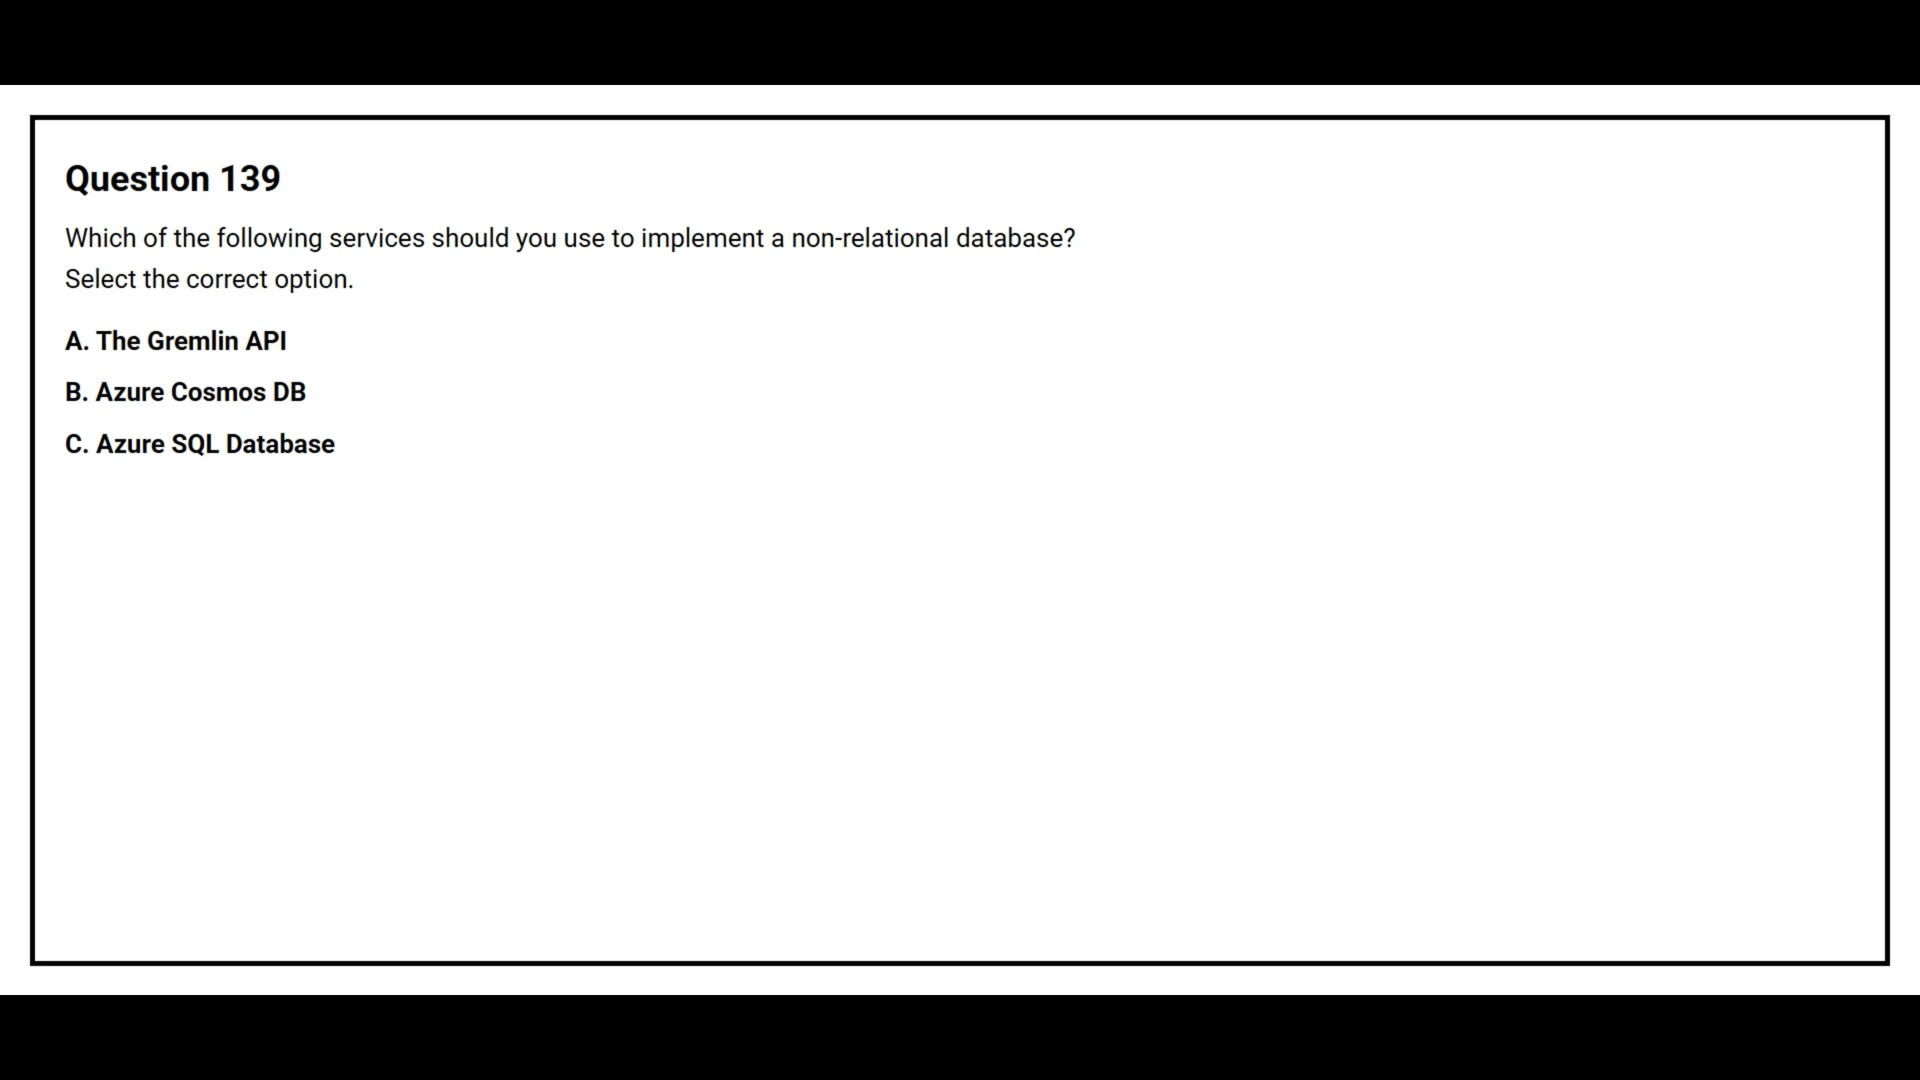 Question 139
Which of the following services should you use to implement a non-relational database?
Select the correct option.
A. The Gremlin API
B. Azure Cosmos DB
C. Azure SQL Database